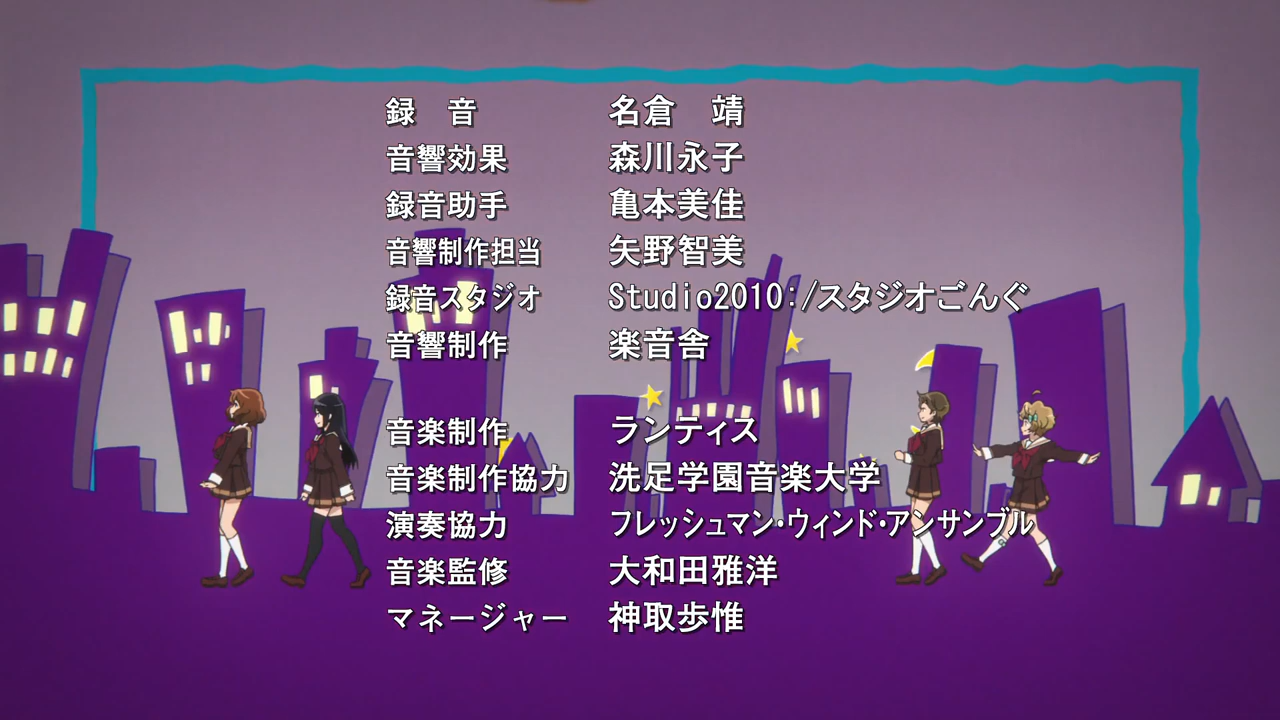 録　音　名倉　靖
音響効果　森川永子
録音助手　亀本美佳
音響制作担当　矢野智美
録音スタジオ　Studio2010:/スタジオごんぐ
音響制作　楽音舎
音楽制作　ランティス
音楽制作協力　洗足学園音楽大学
演奏協力　フレッシュマン・ウィンド・アンサンブル
音楽監修　大和田雅洋
マネージャー　神取歩惟